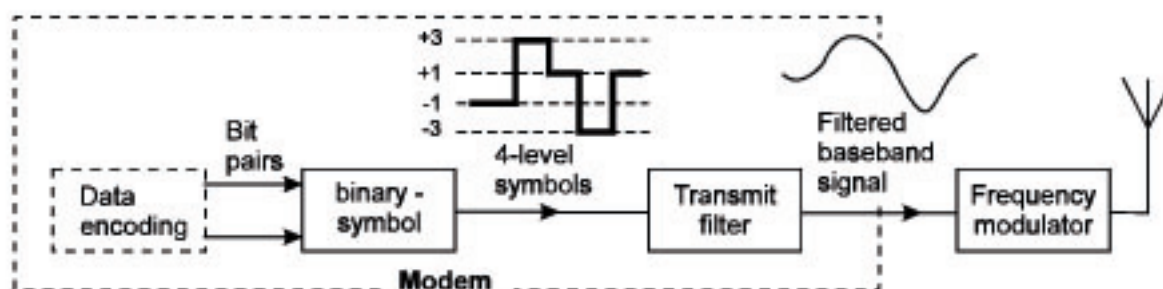 +3
+1
-1
-3
Bit
pairs
4-level
symbols
Filtered
baseband
signal
Data
encoding
binary -
symbol
Transmit
filter
Frequency
modulator
Modem